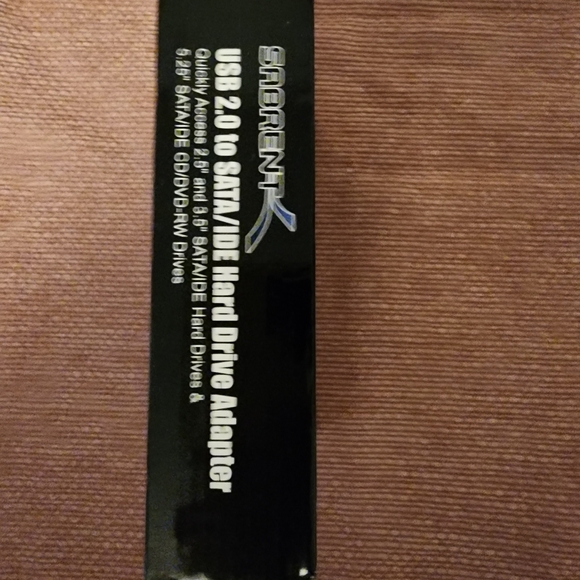 SABRENT
USB 2.0 to SATA/IDE Hard Drive Adapter
Quickly Access 2.5" and 3.5" SATA/IDE Hard Drives &
5.25" SATA/IDE CD/DVD-RW Drives